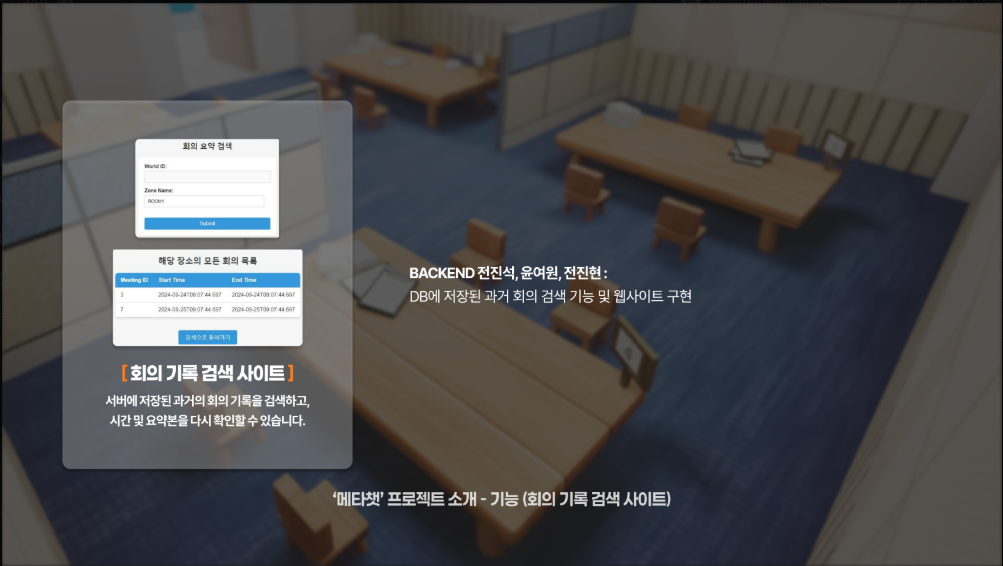 회의 요약 검색
World ID:
Zone Name:
ROOM1
Submit
해당 장소의 모든 회의 목록
Meeting ID Start Time End Time
3 2024-09-24T09:07:44.697 2024-09-24T09:07:44.697
7 2024-09-25T09:07:44.697 2024-09-25T09:07:44.697
검색으로 돌아가기
[ 회의 기록 검색 사이트 ]
서버에 저장된 과거의 회의 기록을 검색하고,
시간 및 요약본을 다시 확인할 수 있습니다.
BACKEND 전진석, 윤여원, 전진현 :
DB에 저장된 과거 회의 검색 기능 및 웹사이트 구현
4
‘메타챗’ 프로젝트 소개 - 기능 (회의 기록 검색 사이트)